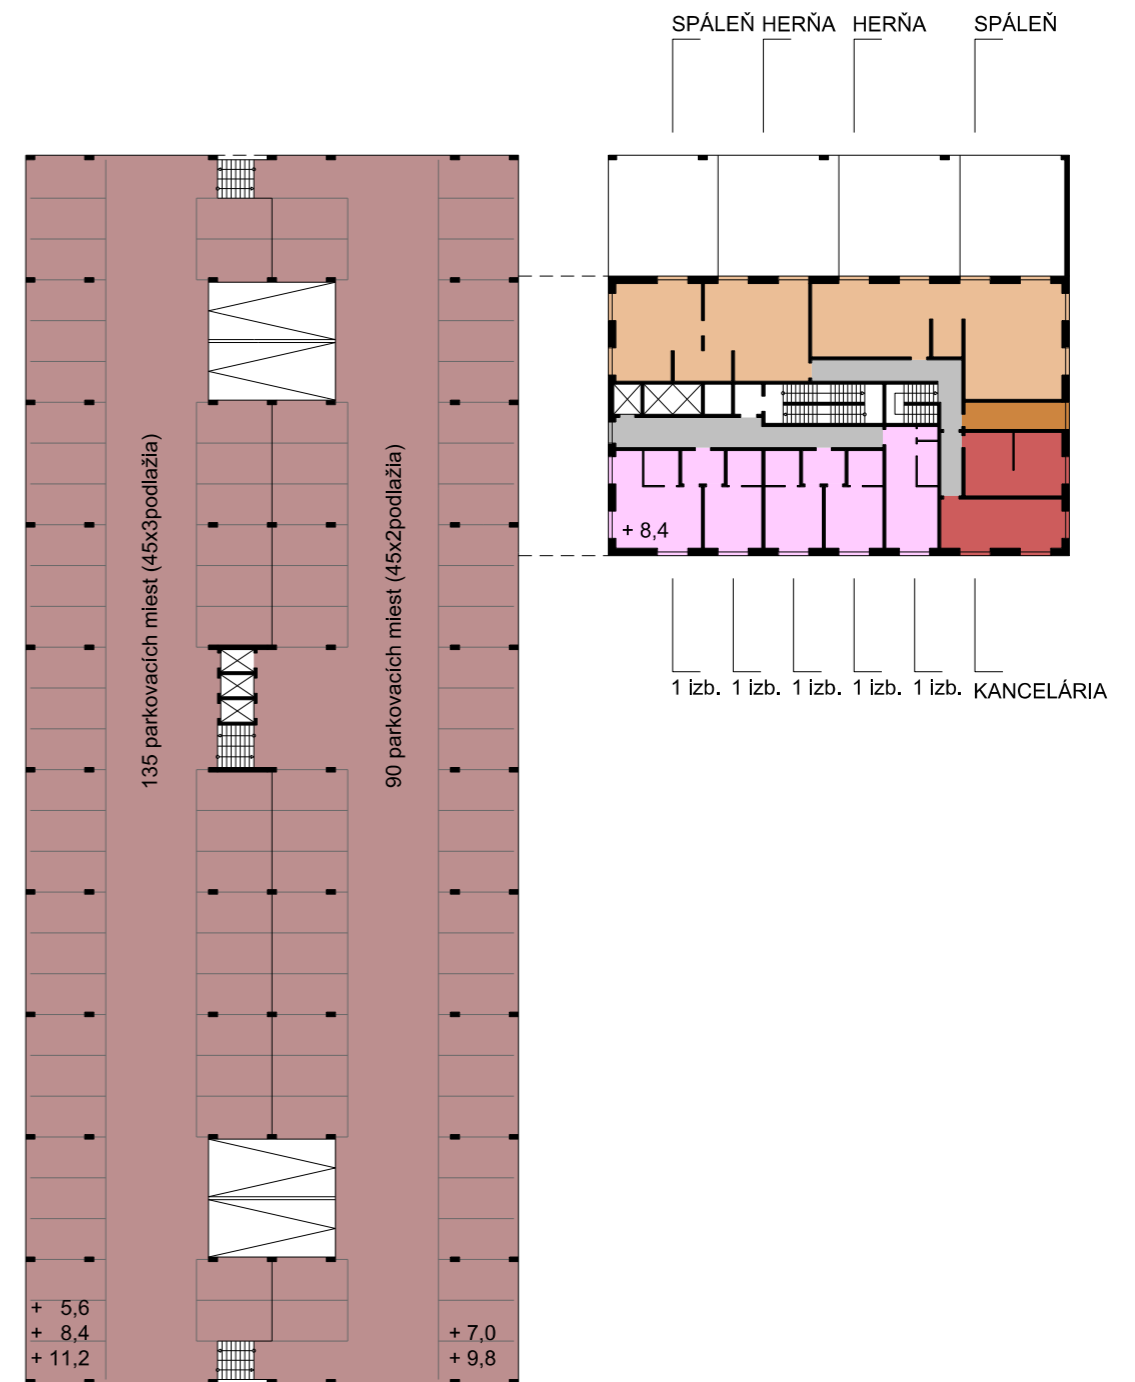 SPÁLEŇ HERŇA HERŇA SPÁLEŇ
135 parkovacích miest (45x3podlažia)
90 parkovacích miest (45x2podlažia)
+ 8,4
1 izb. 1 izb. 1 izb. 1 izb. 1 izb. KANCELÁRIA
+ 5,6
+ 8,4
+ 11,2
+ 7,0
+ 9,8